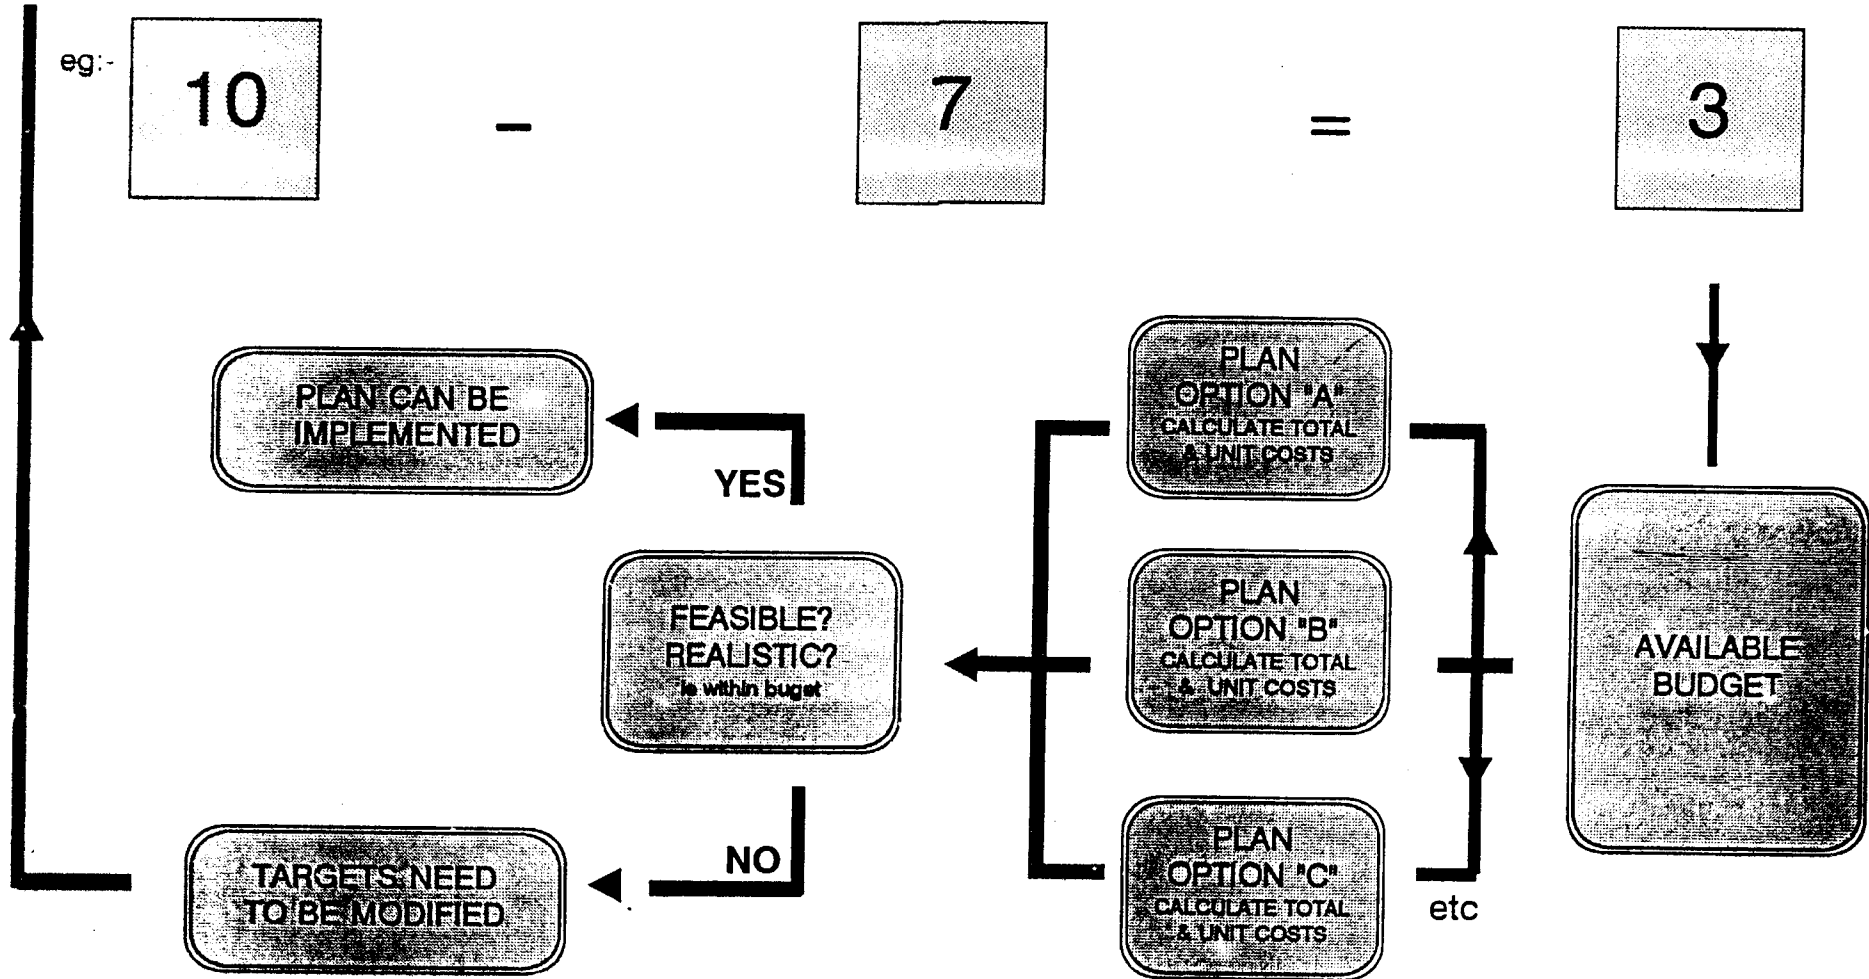 eg:-
10
–
7
=
3
PLAN CAN BE
IMPLEMENTED
YES
PLAN
OPTION "A"
CALCULATE TOTAL
& UNIT COSTS
FEASIBLE?
REALISTIC?
ie within buget
PLAN
OPTION "B"
CALCULATE TOTAL
& UNIT COSTS
AVAILABLE
BUDGET
TARGETS NEED
TO BE MODIFIED
NO
PLAN
OPTION "C"
CALCULATE TOTAL
& UNIT COSTS
etc